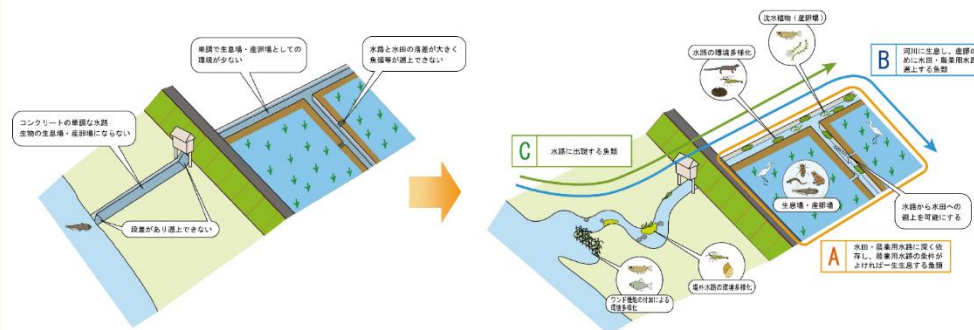 単調で生息場・産卵場としての
環境が少ない
水路と水田の落差が大きく
魚類等が遡上できない
コンクリートの単調な水路
生物の生息場・産卵場にならない
段差があり遡上できない
沈水植物（産卵場）
水路の環境多様化
B
河川に生息し、産卵の
めに水田・農業用水路
遡上する魚類
C
水路に出現する魚類
生息場・産卵場
水路から水田への
遡上を可能にする
A
水田・農業用水路に深く依
存し、農業用水路の条件が
よければ一生生息する魚類
堤外水路の環境多様化
ワンド機能の付加による
環境多様化